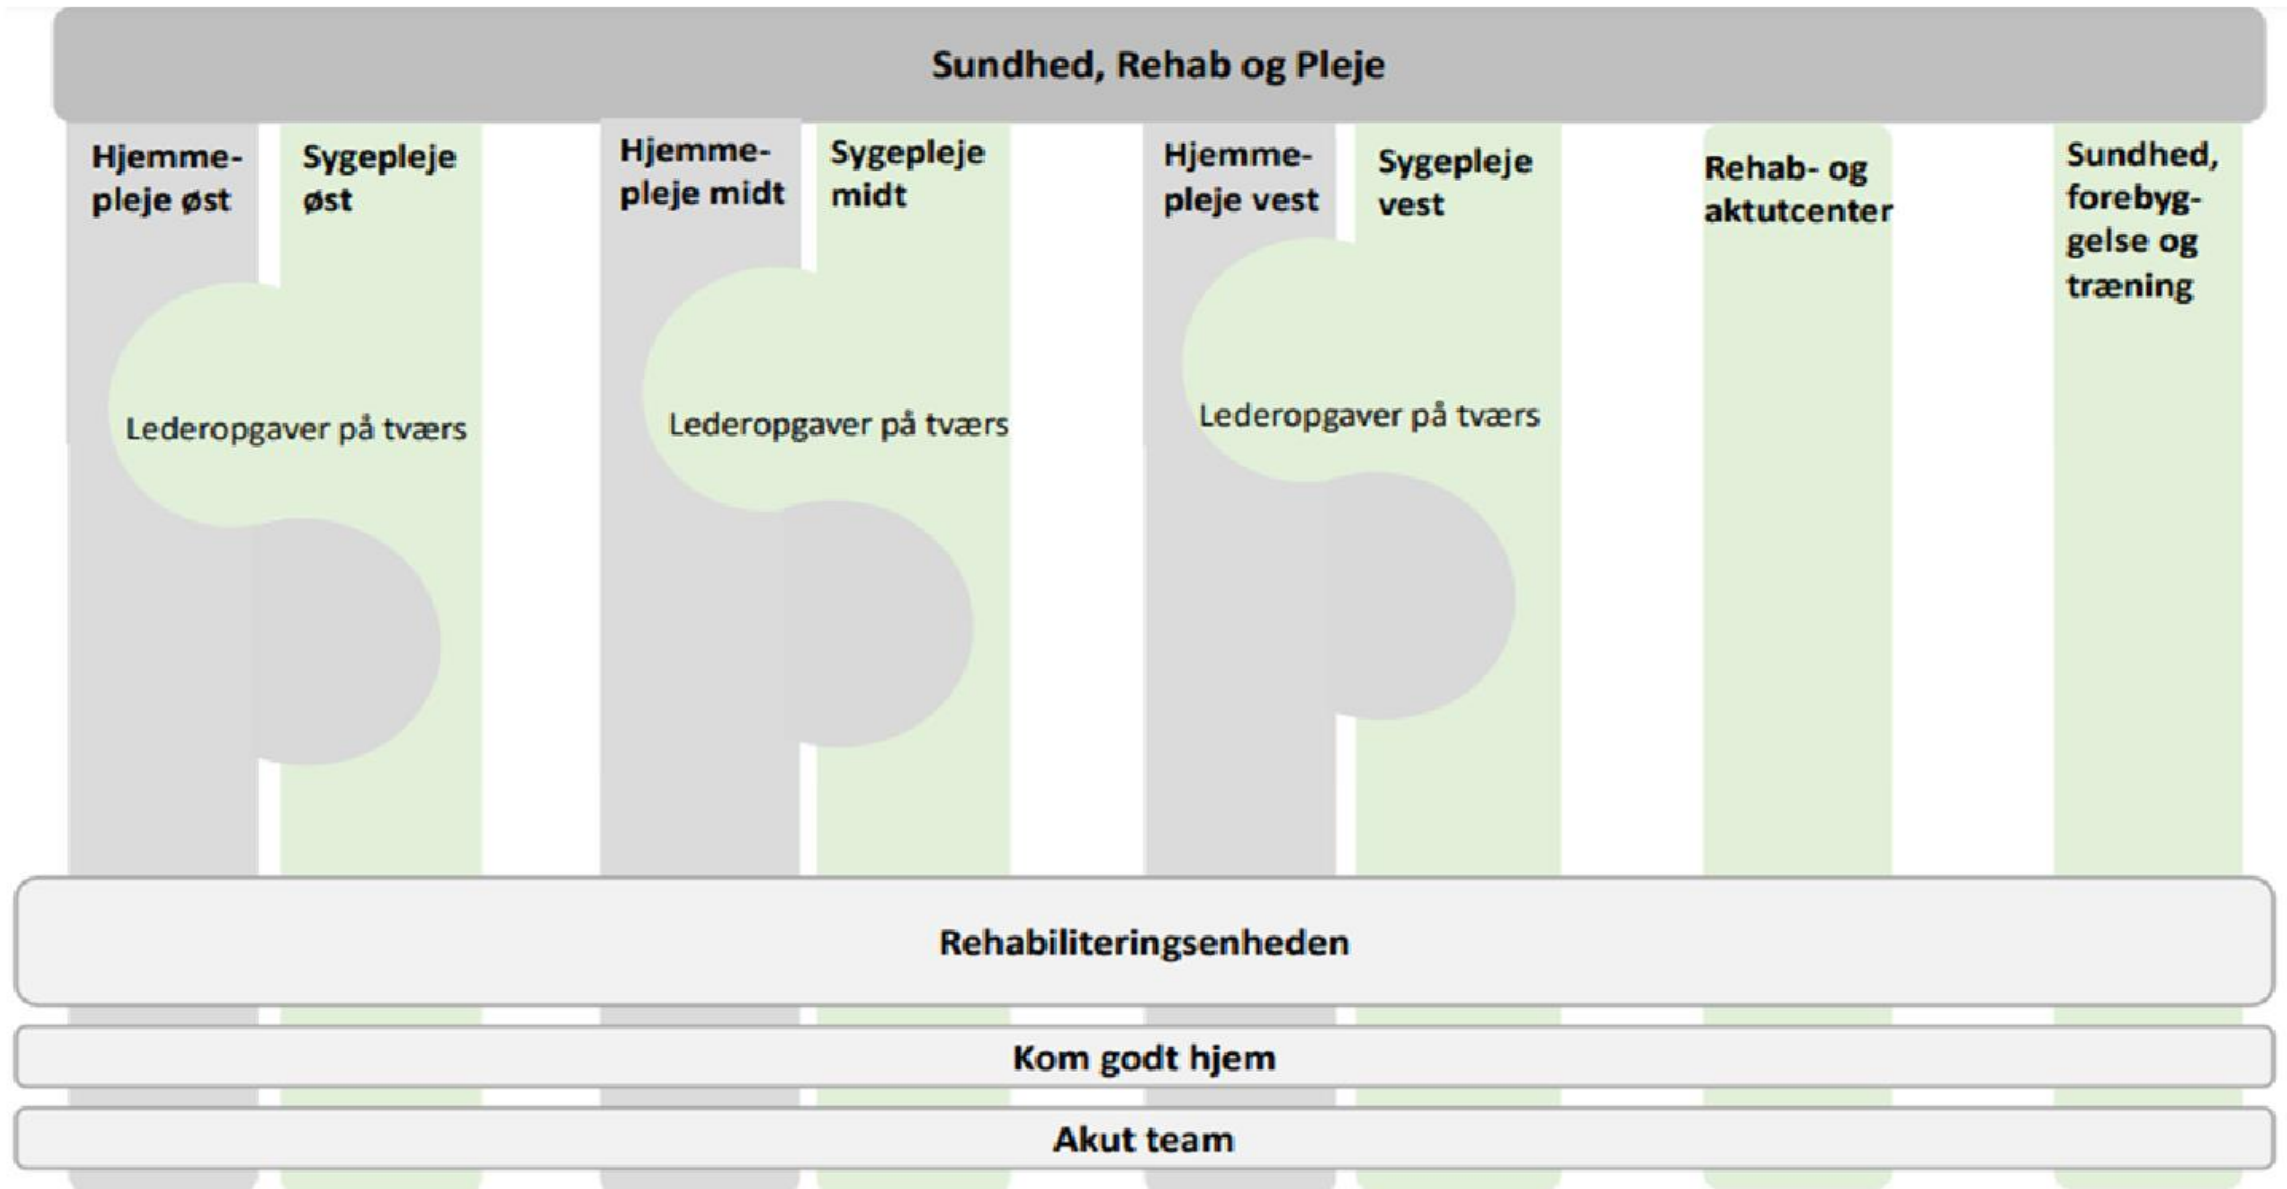 Sundhed, Rehab og Pleje
Hjemme-
pleje øst
Sygepleje
øst
Hjemme-
pleje midt
Sygepleje
midt
Hjemme-
pleje vest
Sygepleje
vest
Rehab- og
aktutcenter
Sundhed,
forebyg-
gelse og
træning
Lederopgaver på tværs
Lederopgaver på tværs
Lederopgaver på tværs
Rehabiliteringsenheden
Kom godt hjem
Akut team